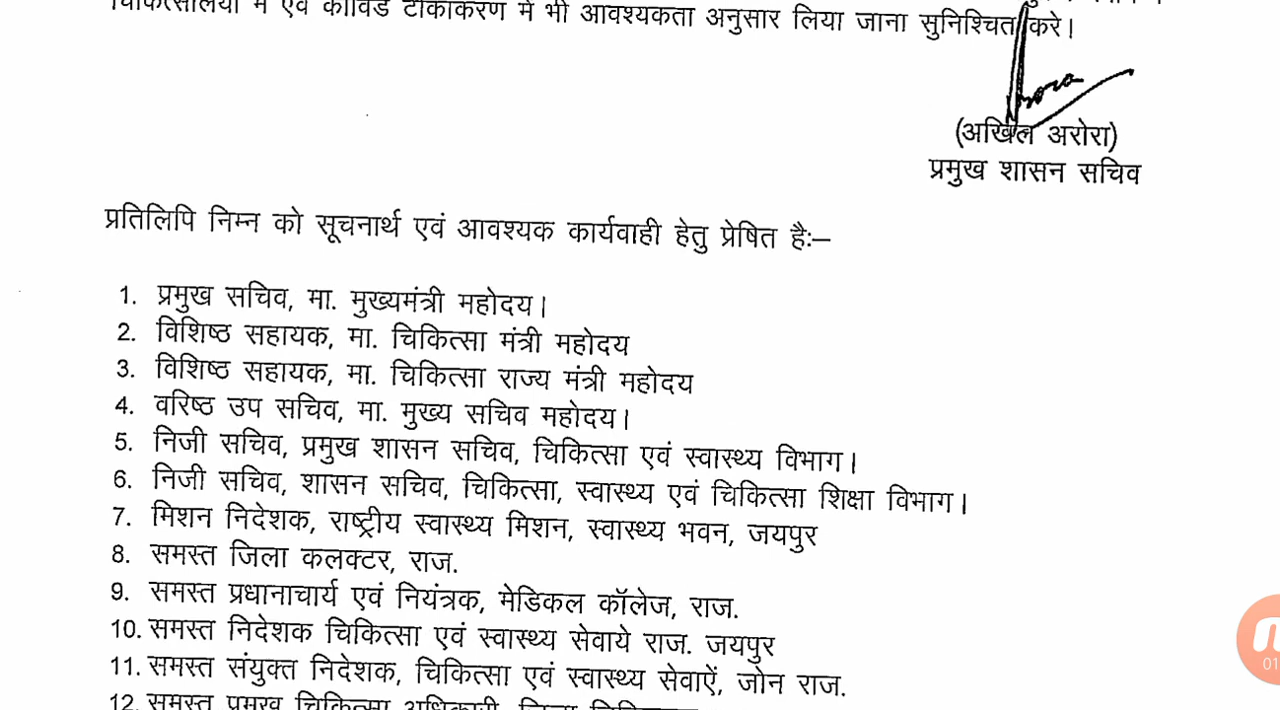 चिकित्सालयों में एवं कोविड टीकाकरण में भी आवश्यकता अनुसार लिया जाना सुनिश्चित करे।
(अखिल अरोरा)
प्रमुख शासन सचिव
प्रतिलिपि निम्न को सूचनार्थ एवं आवश्यक कार्यवाही हेतु प्रेषित हैः–
1. प्रमुख सचिव, मा. मुख्यमंत्री महोदय।
2. विशिष्ठ सहायक, मा. चिकित्सा मंत्री महोदय
3. विशिष्ठ सहायक, मा. चिकित्सा राज्य मंत्री महोदय
4. वरिष्ठ उप सचिव, मा. मुख्य सचिव महोदय।
5. निजी सचिव, प्रमुख शासन सचिव, चिकित्सा एवं स्वास्थ्य विभाग।
6. निजी सचिव, शासन सचिव, चिकित्सा, स्वास्थ्य एवं चिकित्सा शिक्षा विभाग।
7. मिशन निदेशक, राष्ट्रीय स्वास्थ्य मिशन, स्वास्थ्य भवन, जयपुर
8. समस्त जिला कलक्टर, राज.
9. समस्त प्रधानाचार्य एवं नियंत्रक, मेडिकल कॉलेज, राज.
10. समस्त निदेशक चिकित्सा एवं स्वास्थ्य सेवाये राज. जयपुर
11. समस्त संयुक्त निदेशक, चिकित्सा एवं स्वास्थ्य सेवाऐं, जोन राज.
12. समस्त प्रमुख चिकित्सा अधिकारी, जिला